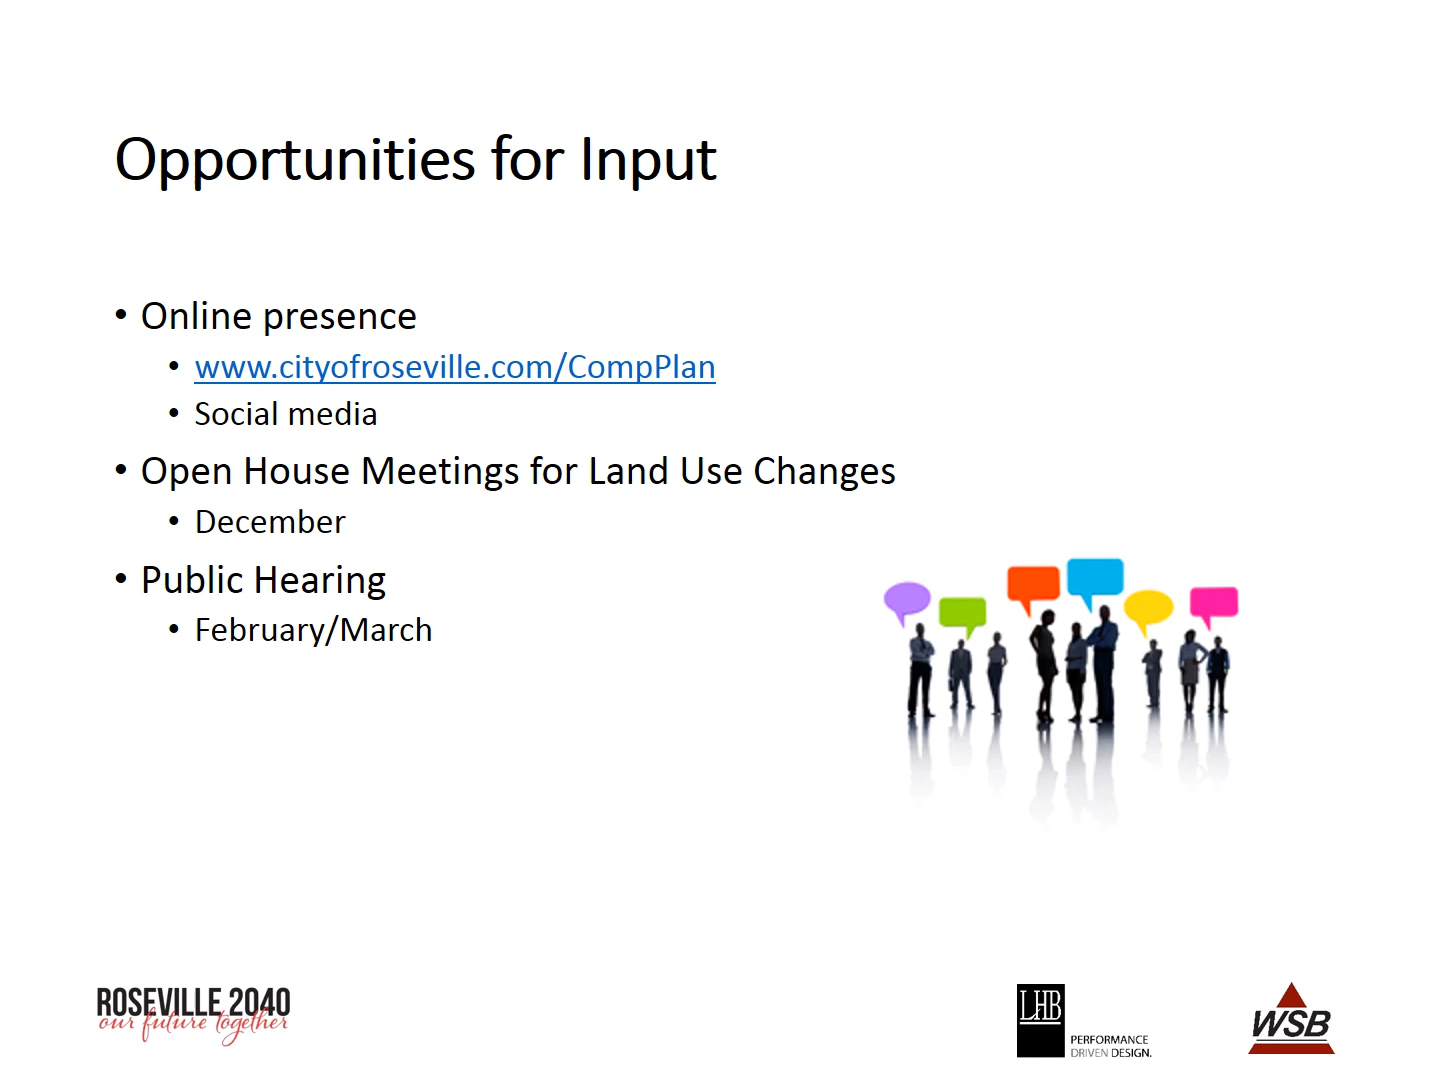 Opportunities for Input
• Online presence
• www.cityofroseville.com/CompPlan
• Social media
• Open House Meetings for Land Use Changes
• December
• Public Hearing
• February/March
ROSEVILLE 2040
our future together
LHB
PERFORMANCE
DRIVEN DESIGN.
WSB